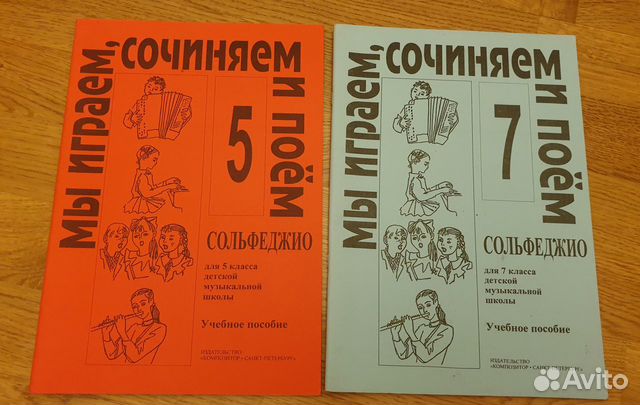 мы играем, сочиняем и поём
5
СОЛЬФЕДЖИО
для 5 класса
детской
музыкальной
школы
Учебное пособие
ИЗДАТЕЛЬСТВО
«КОМПОЗИТОР • САНКТ-ПЕТЕРБУРГ»
мы играем, сочиняем и поём
7
СОЛЬФЕДЖИО
для 7 класса
детской
музыкальной
школы
Учебное пособие
ИЗДАТЕЛЬСТВО
«КОМПОЗИТОР • САНКТ-ПЕТЕРБУРГ»
Avito